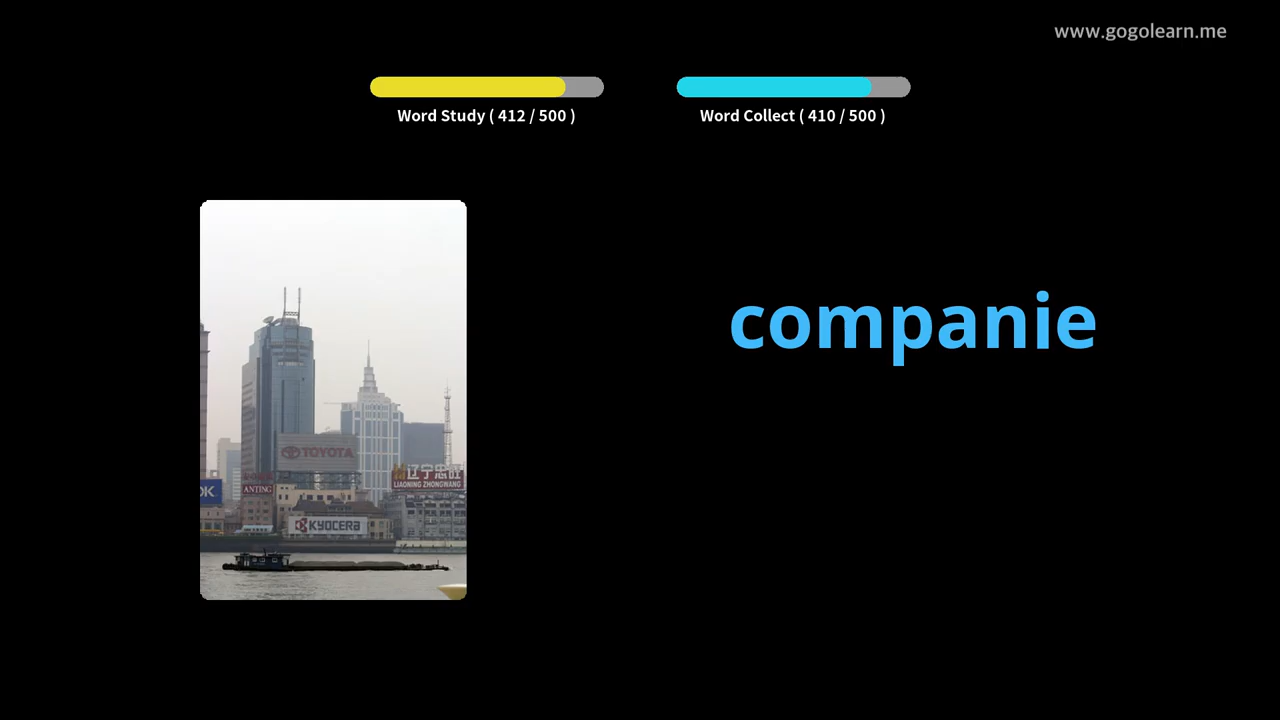 www.gogolearn.me
Word Study ( 412 / 500 )
Word Collect ( 410 / 500 )
companie
TOYOTA
辽宁忠旺
LIAONING ZHONGWANG
OK
ANTING
KYOCERA